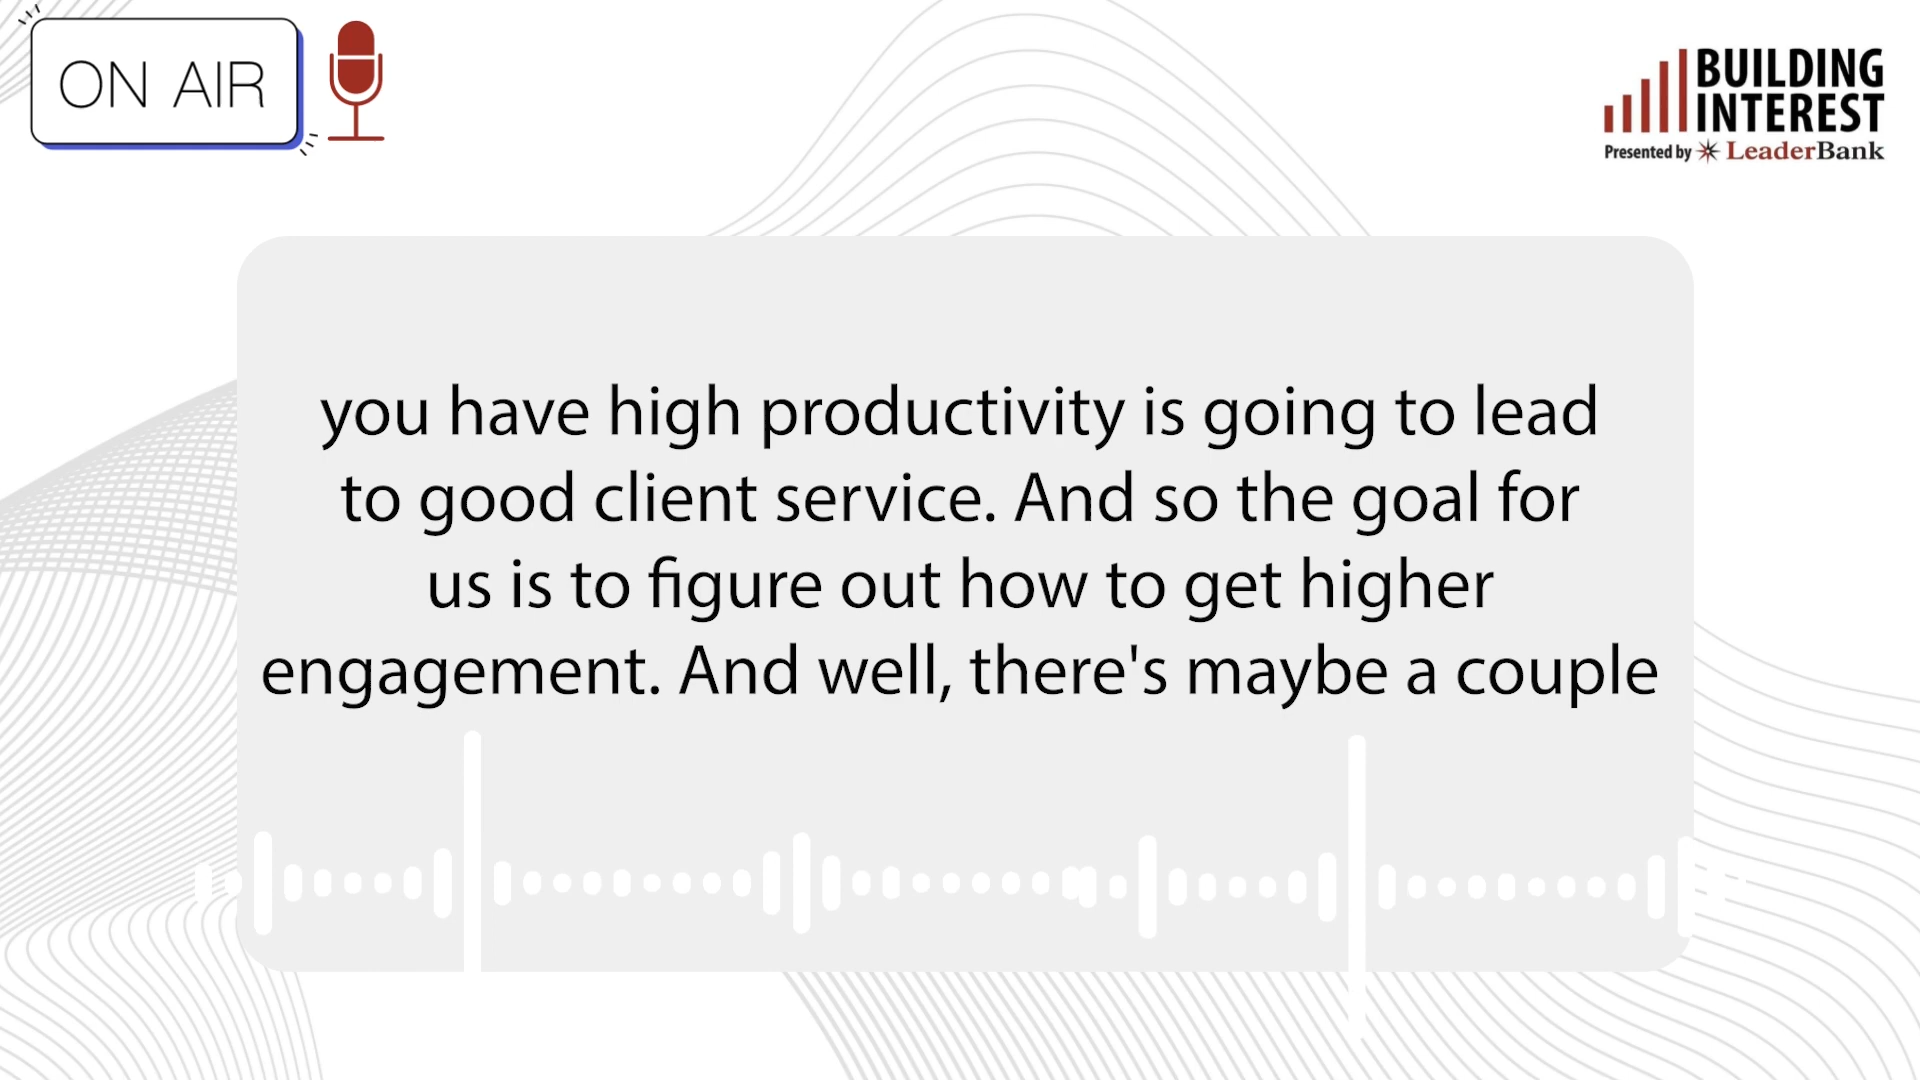 ON AIR
BUILDING
INTEREST
Presented by LeaderBank
you have high productivity is going to lead
to good client service. And so the goal for
us is to figure out how to get higher
engagement. And well, there's maybe a couple